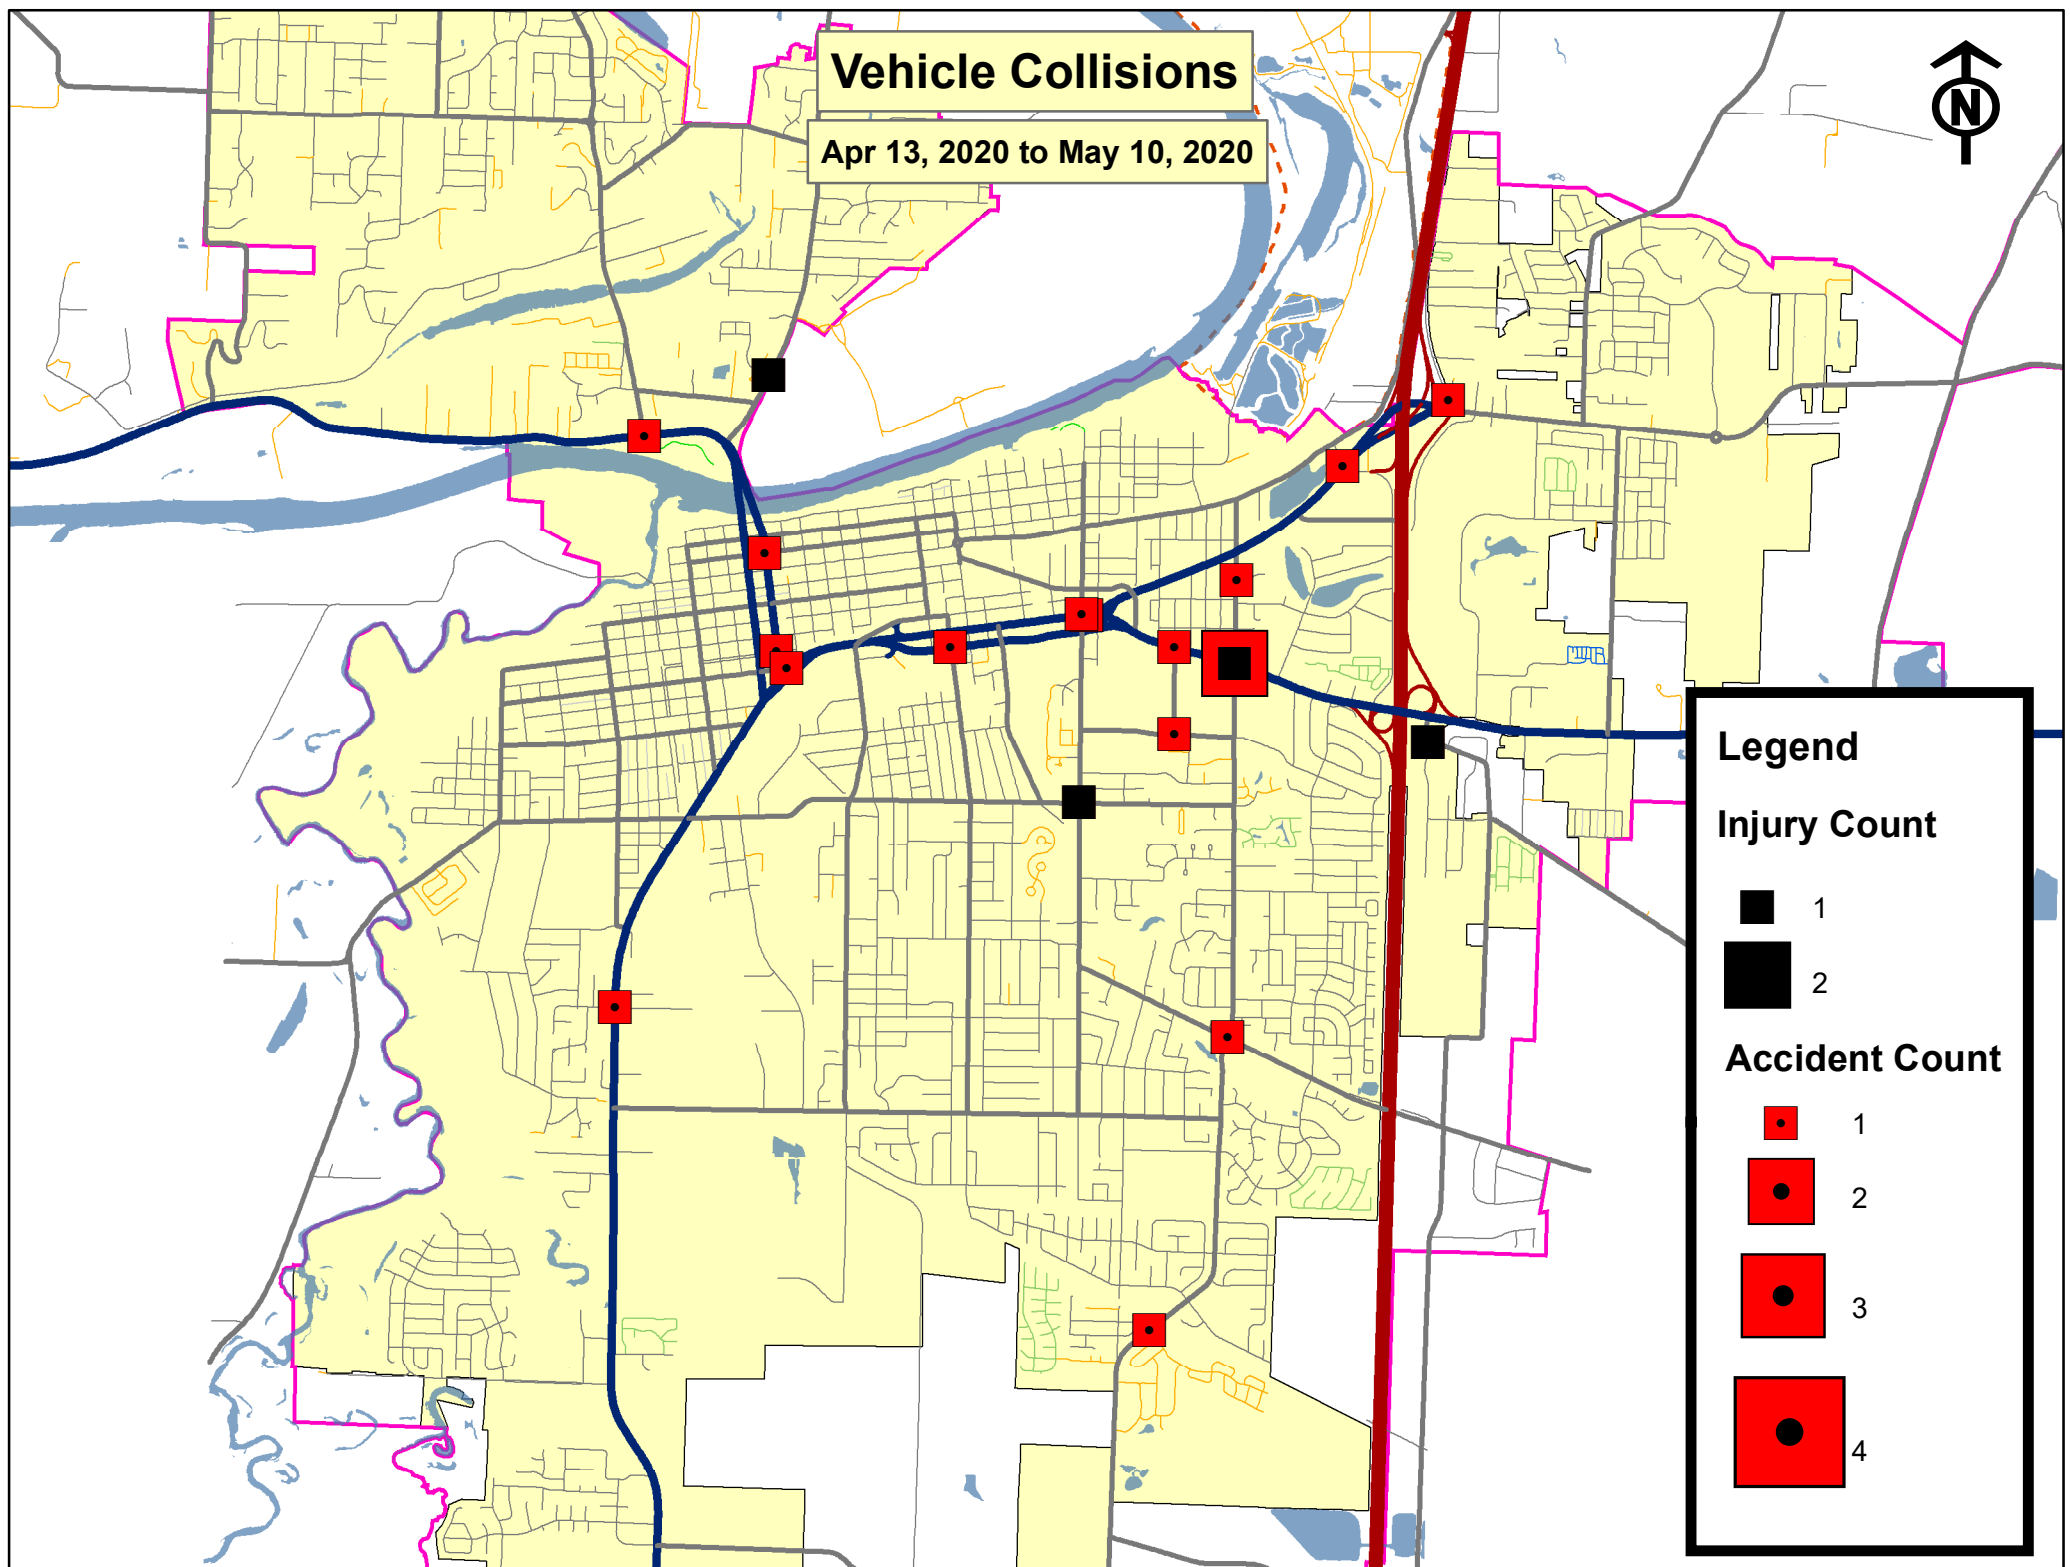 Vehicle Collisions
Apr 13, 2020 to May 10, 2020
N
Legend
Injury Count
1
2
Accident Count
1
2
3
4